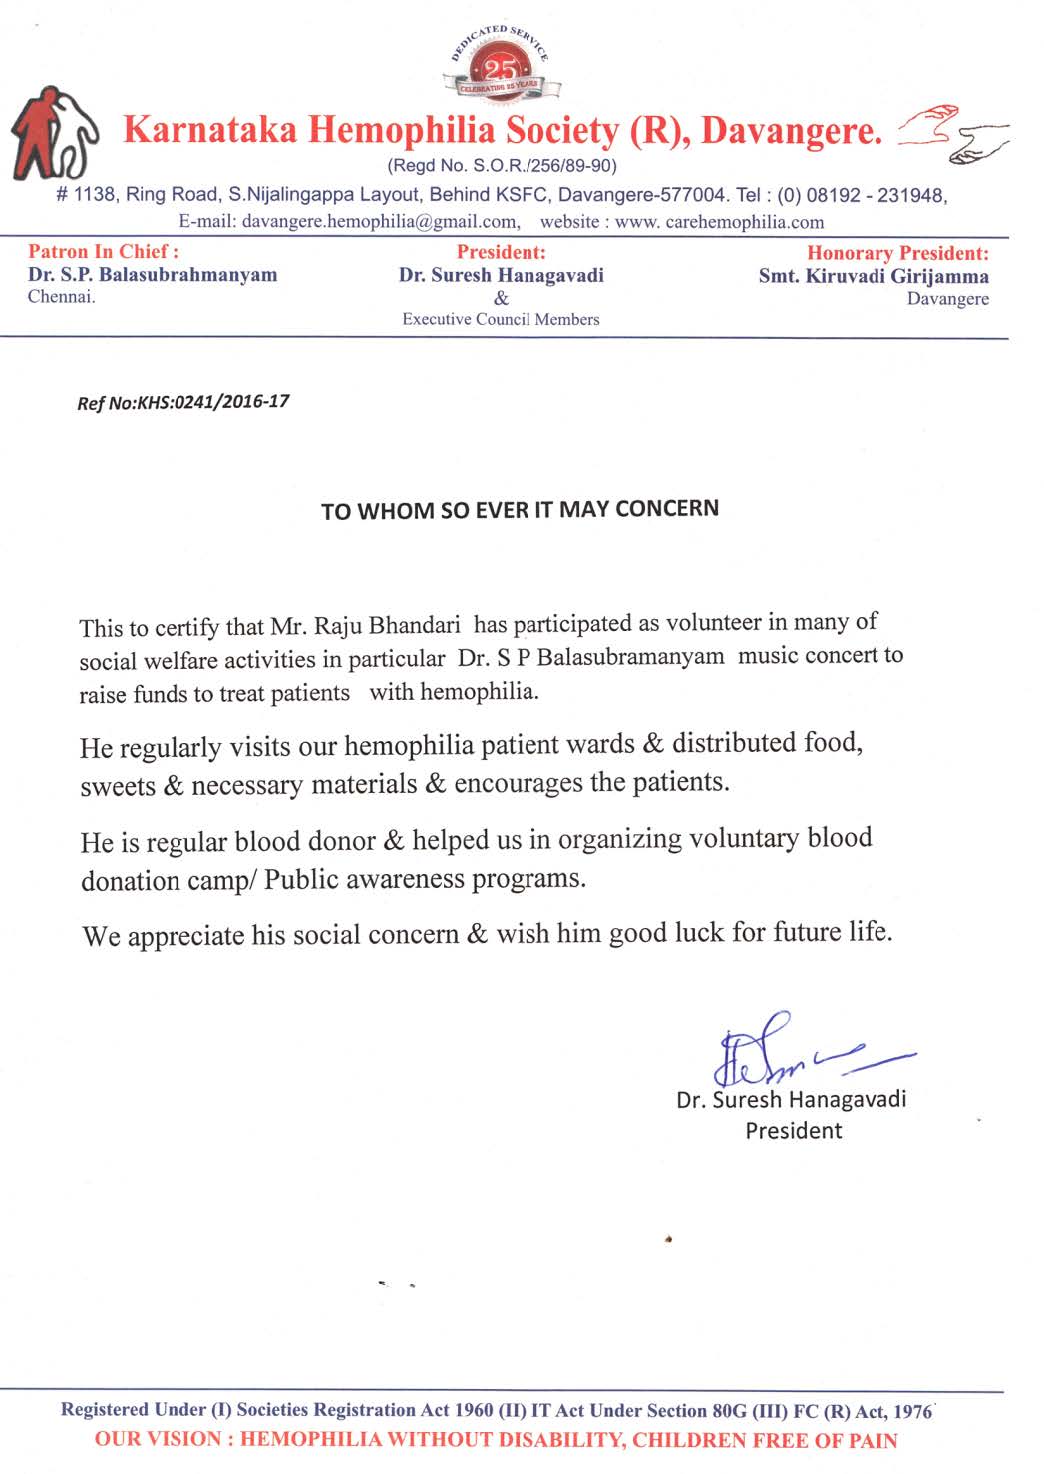 DEDICATED SERVICE
25
CELEBRATING 25 YEARS
Karnataka Hemophilia Society (R), Davangere.
(Regd No. S.O.R./256/89-90)
# 1138, Ring Road, S.Nijalingappa Layout, Behind KSFC, Davangere-577004. Tel : (0) 08192 - 231948,
E-mail: davangere.hemophilia@gmail.com, website : www. carehemophilia.com
Patron In Chief : President: Honorary President:
Dr. S.P. Balasubrahmanyam Dr. Suresh Hanagavadi Smt. Kiruvadi Girijamma
Chennai. & Davangere
Executive Council Members
Ref No:KHS:0241/2016-17
TO WHOM SO EVER IT MAY CONCERN
This to certify that Mr. Raju Bhandari has participated as volunteer in many of
social welfare activities in particular Dr. S P Balasubramanyam music concert to
raise funds to treat patients with hemophilia.
He regularly visits our hemophilia patient wards & distributed food,
sweets & necessary materials & encourages the patients.
He is regular blood donor & helped us in organizing voluntary blood
donation camp/ Public awareness programs.
We appreciate his social concern & wish him good luck for future life.
Dr. Suresh Hanagavadi
President
Registered Under (I) Societies Registration Act 1960 (II) IT Act Under Section 80G (III) FC (R) Act, 1976
OUR VISION : HEMOPHILIA WITHOUT DISABILITY, CHILDREN FREE OF PAIN